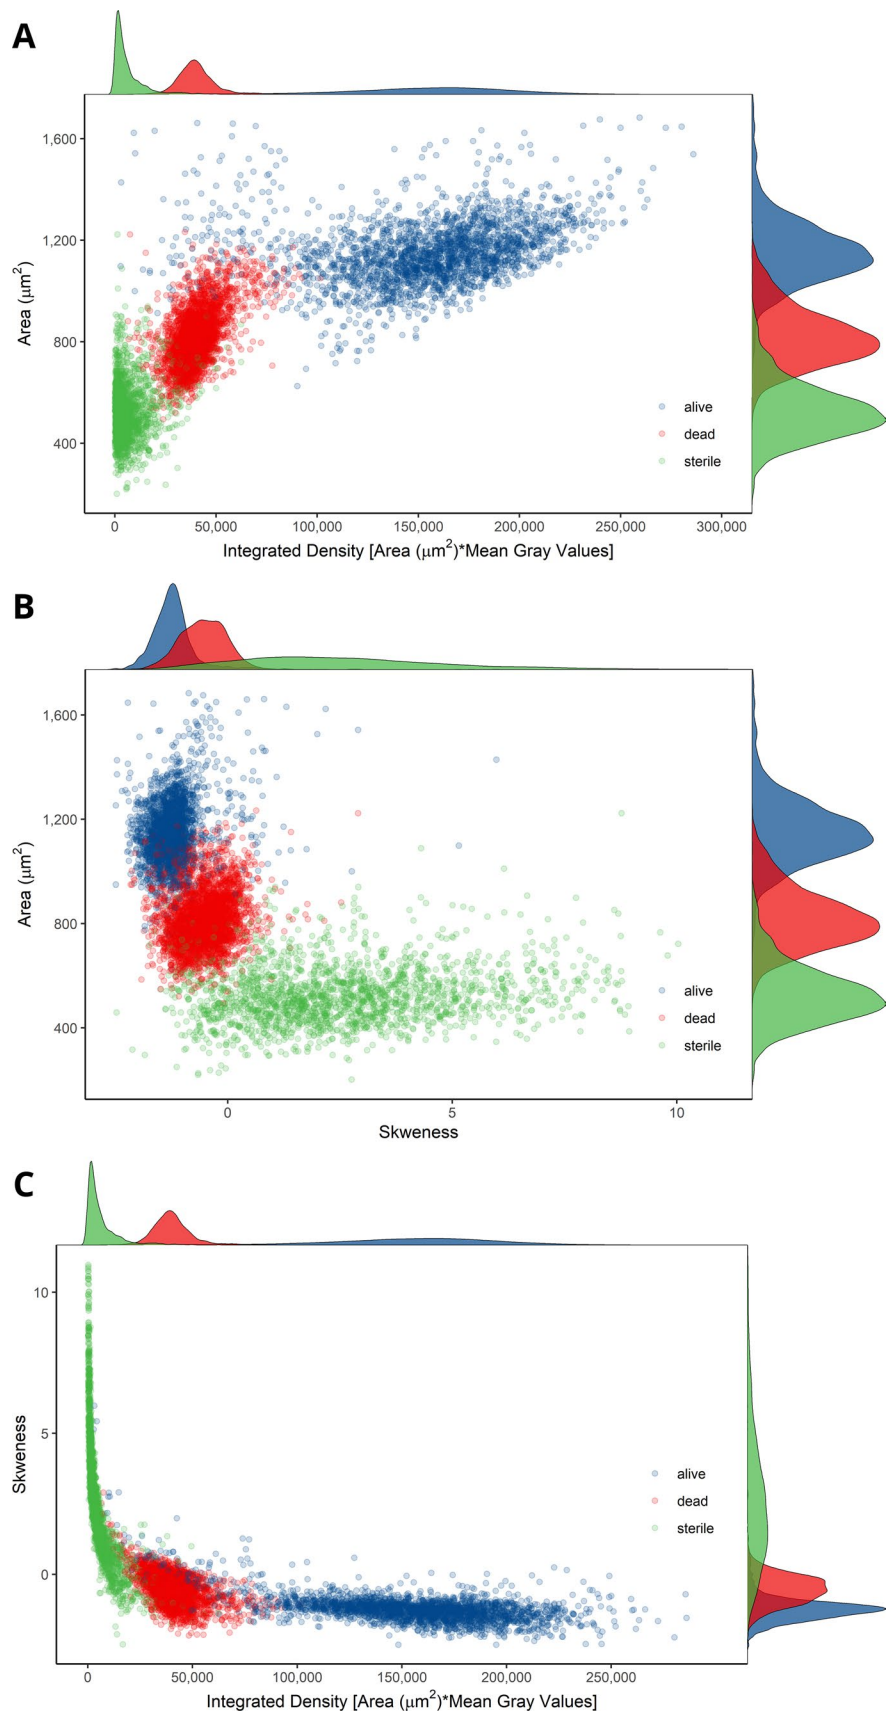 A
1,600
1,200
800
400
Area (μm²)
alive
dead
sterile
0 50,000 100,000 150,000 200,000 250,000 300,000
Integrated Density [Area (μm²)*Mean Gray Values]
B
1,600
1,200
800
400
Area (μm²)
alive
dead
sterile
0 5 10
Skweness
C
10
5
0
Skweness
alive
dead
sterile
0 50,000 100,000 150,000 200,000 250,000
Integrated Density [Area (μm²)*Mean Gray Values]